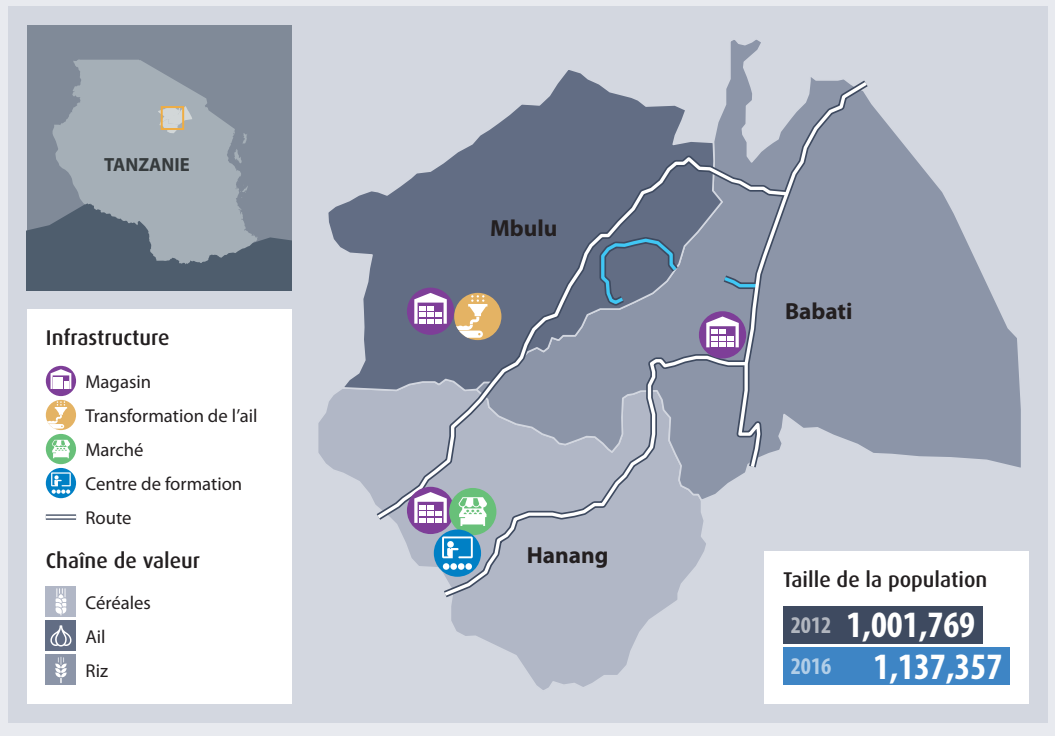 TANZANIE
Mbulu
Babati
Hanang
Infrastructure
Magasin
Transformation de l’ail
Marché
Centre de formation
Route
Chaîne de valeur
Céréales
Ail
Riz
Taille de la population
2012 1,001,769
2016 1,137,357